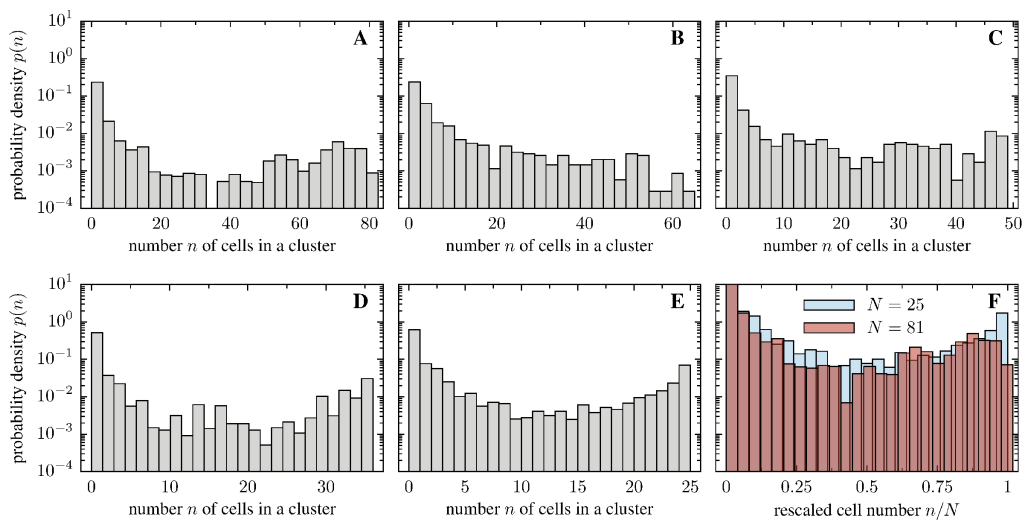 probability density p(n)
10^1
10^0
10^−1
10^−2
10^−3
10^−4
A
0 20 40 60 80
number n of cells in a cluster
B
0 10 20 30 40 50 60
number n of cells in a cluster
C
0 10 20 30 40 50
number n of cells in a cluster
probability density p(n)
10^1
10^0
10^−1
10^−2
10^−3
10^−4
D
0 10 20 30
number n of cells in a cluster
E
0 5 10 15 20 25
number n of cells in a cluster
F
N = 25
N = 81
0 0.25 0.5 0.75 1
rescaled cell number n/N